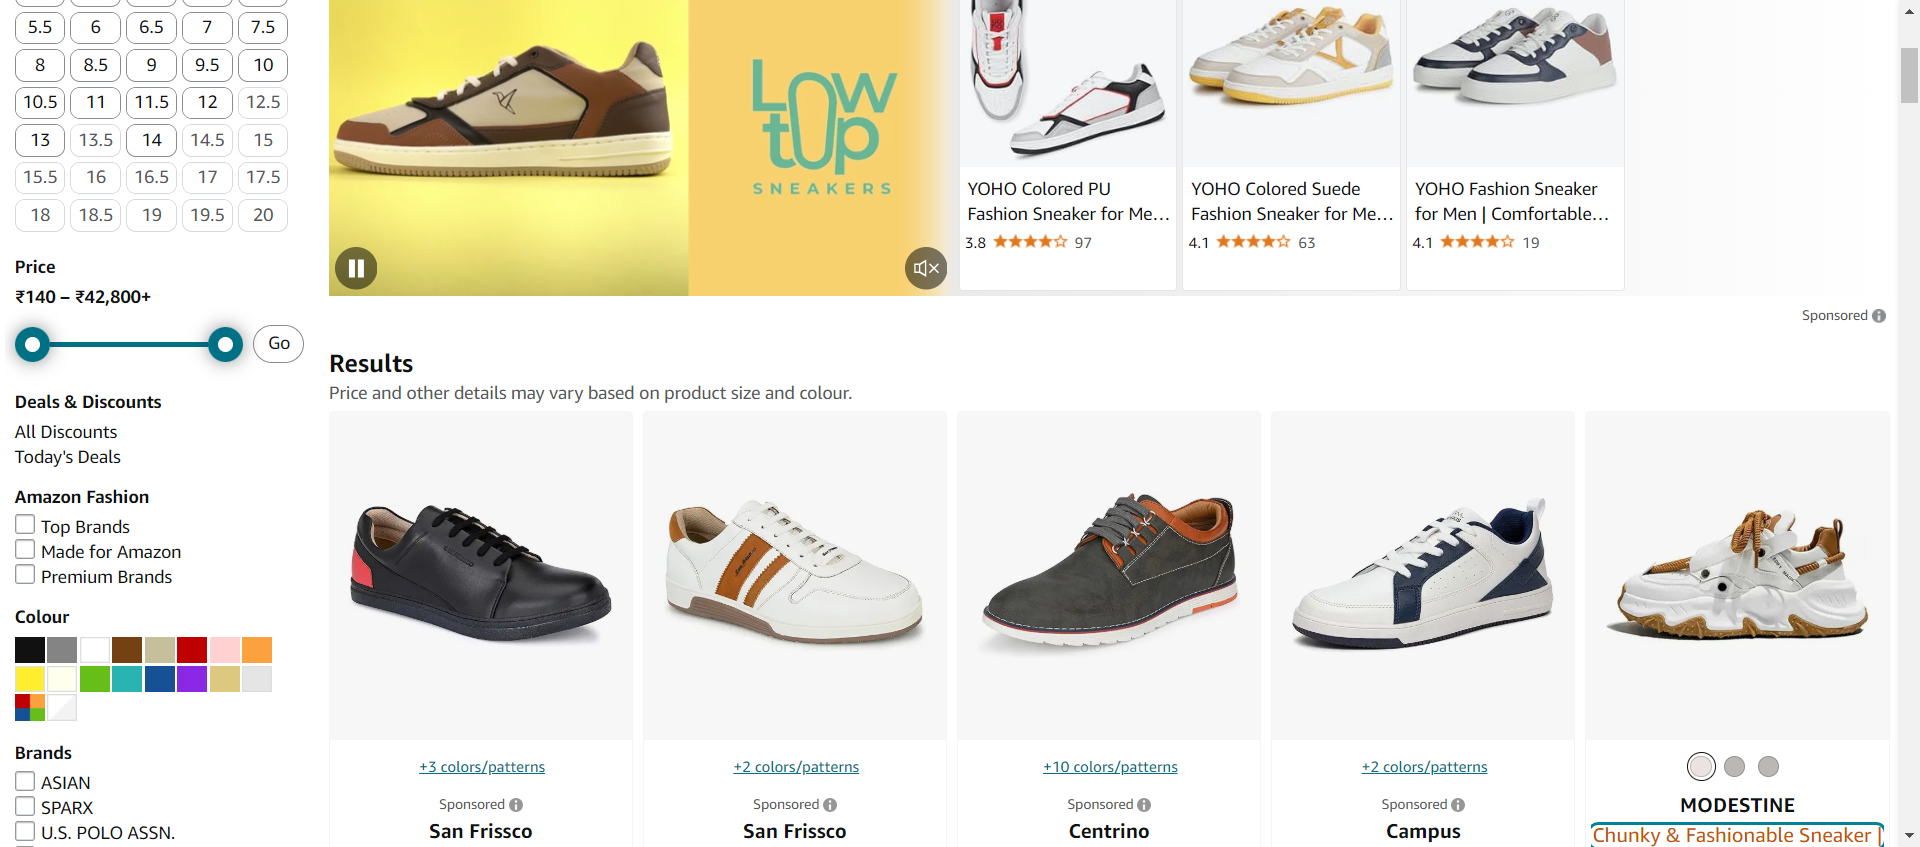 5.5 6 6.5 7 7.5
8 8.5 9 9.5 10
10.5 11 11.5 12 12.5
13 13.5 14 14.5 15
15.5 16 16.5 17 17.5
18 18.5 19 19.5 20
Price
₹140 – ₹42,800+
Go
Deals & Discounts
All Discounts
Today's Deals
Amazon Fashion
Top Brands
Made for Amazon
Premium Brands
Colour
Brands
ASIAN
SPARX
U.S. POLO ASSN.
LOW
tOp
SNEAKERS
YOHO Colored PU
Fashion Sneaker for Me...
3.8 97
YOHO Colored Suede
Fashion Sneaker for Me...
4.1 63
YOHO Fashion Sneaker
for Men | Comfortable...
4.1 19
Sponsored
Results
Price and other details may vary based on product size and colour.
+3 colors/patterns
Sponsored
San Frissco
+2 colors/patterns
Sponsored
San Frissco
+10 colors/patterns
Sponsored
Centrino
+2 colors/patterns
Sponsored
Campus
MODESTINE
Chunky & Fashionable Sneaker |